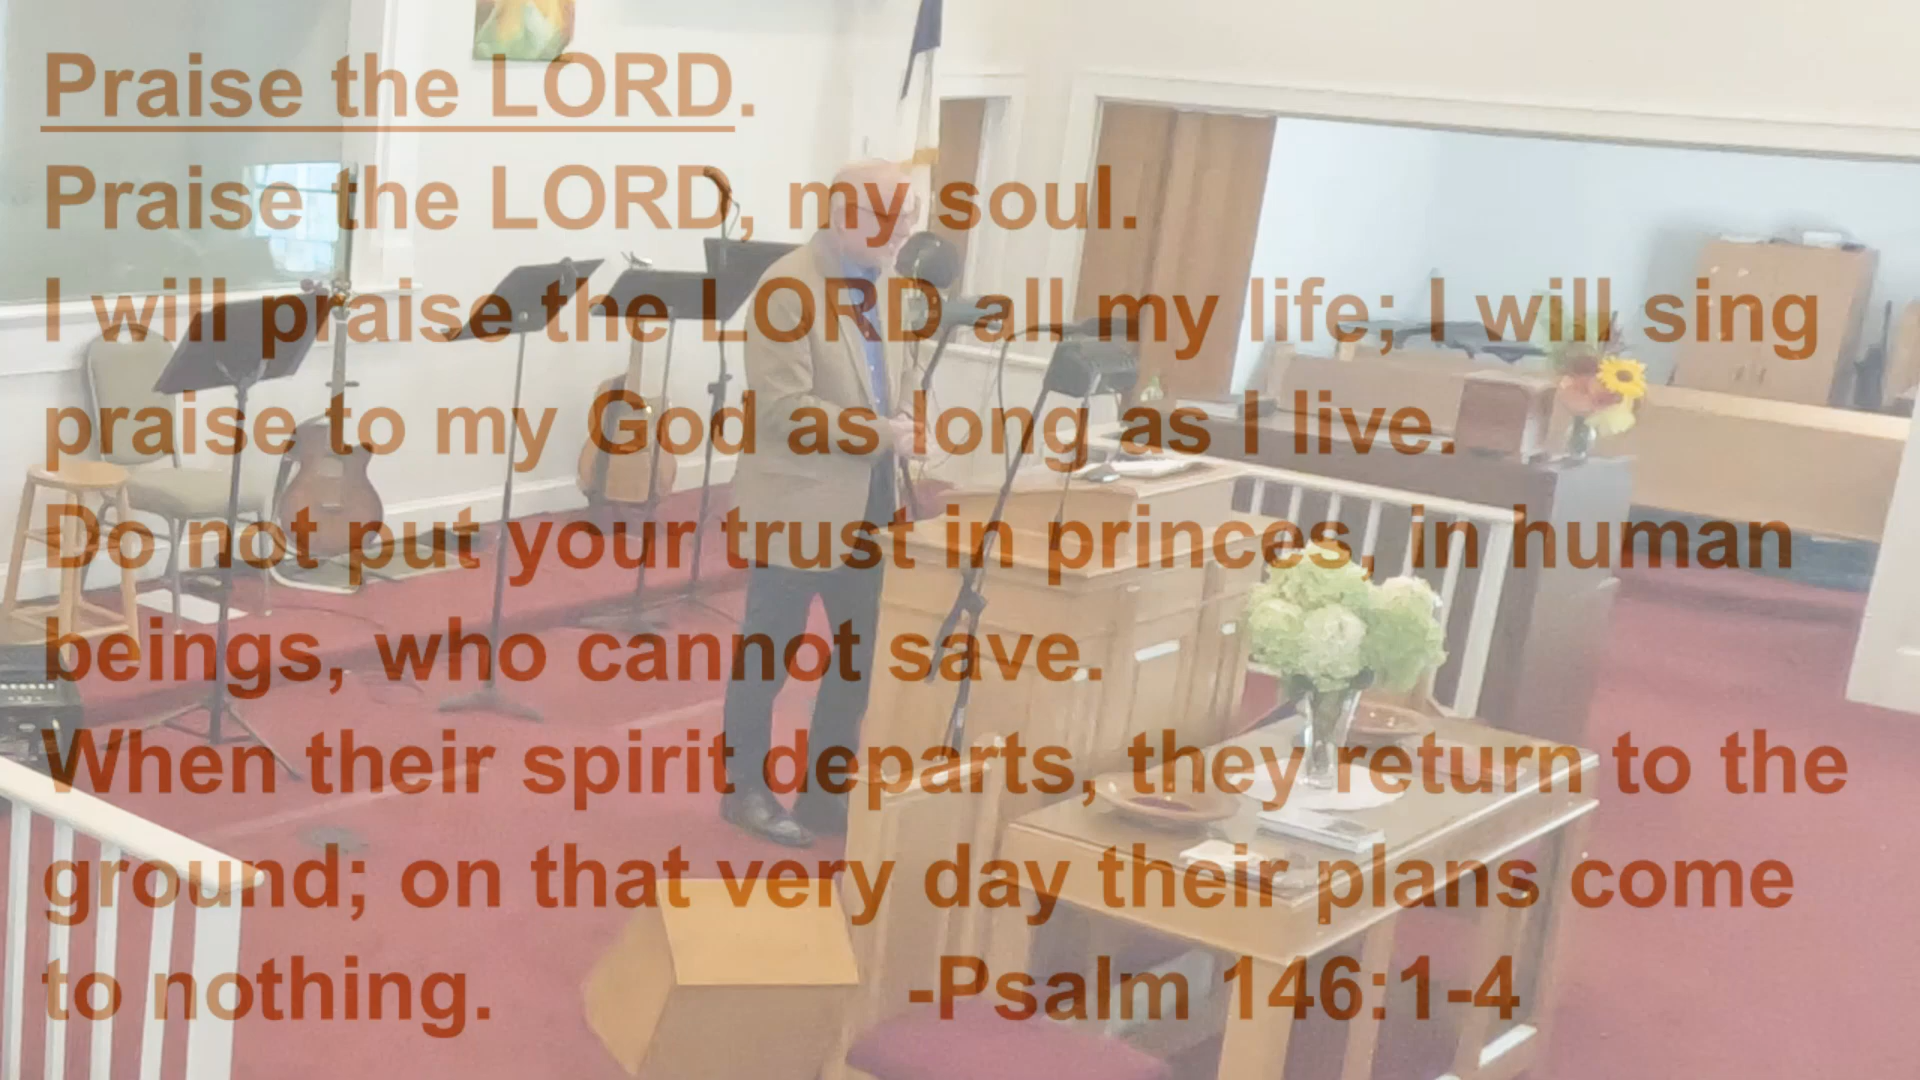 Praise the LORD.
Praise the LORD, my soul.
I will praise the LORD all my life; I will sing
praise to my God as long as I live.
Do not put your trust in princes, in human
beings, who cannot save.
When their spirit departs, they return to the
ground; on that very day their plans come
to nothing. -Psalm 146:1-4